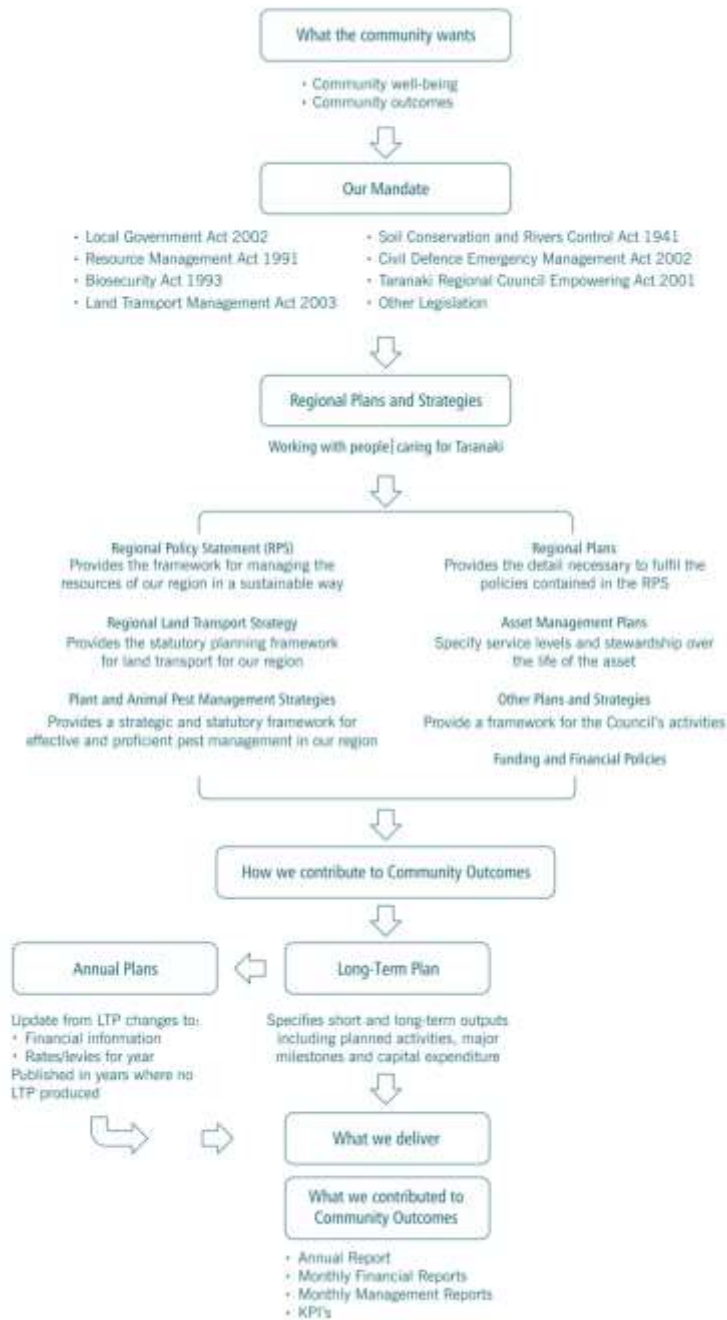 What the community wants
• Community well-being
• Community outcomes
Our Mandate
• Local Government Act 2002
• Resource Management Act 1991
• Biosecurity Act 1993
• Land Transport Management Act 2003
• Soil Conservation and Rivers Control Act 1941
• Civil Defence Emergency Management Act 2002
• Taranaki Regional Council Empowering Act 2001
• Other Legislation
Regional Plans and Strategies
Working with people | caring for Taranaki
Regional Policy Statement (RPS)
Provides the framework for managing the
resources of our region in a sustainable way
Regional Land Transport Strategy
Provides the statutory planning framework
for land transport for our region
Plant and Animal Pest Management Strategies
Provides a strategic and statutory framework for
effective and proficient pest management in our region
Regional Plans
Provides the detail necessary to fulfil the
policies contained in the RPS
Asset Management Plans
Specify service levels and stewardship over
the life of the asset
Other Plans and Strategies
Provide a framework for the Council's activities
Funding and Financial Policies
How we contribute to Community Outcomes
Annual Plans
Update from LTP changes to:
• Financial information
• Rates/levies for year
Published in years where no
LTP produced
Long-Term Plan
Specifies short and long-term outputs
including planned activities, major
milestones and capital expenditure
What we deliver
What we contributed to
Community Outcomes
• Annual Report
• Monthly Financial Reports
• Monthly Management Reports
• KPI's